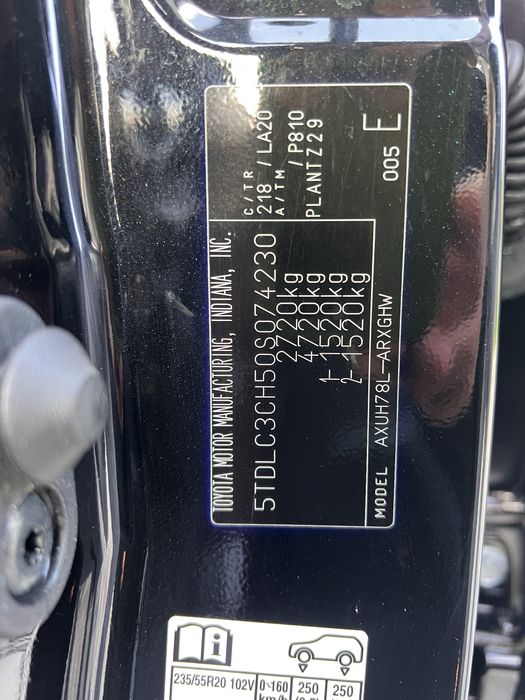 TOYOTA MOTOR MANUFACTURING, INDIANA, INC.
5TDLC3CH50S074230
2720kg
4720kg
1-1520kg
2-1520kg
MODEL AXUH78L-ARXGHW
C/TR
218 /LA20
A/TM
/P810
PLANT Z29
005 E
i
235/55R20 102V
0-160
km/h
250
250